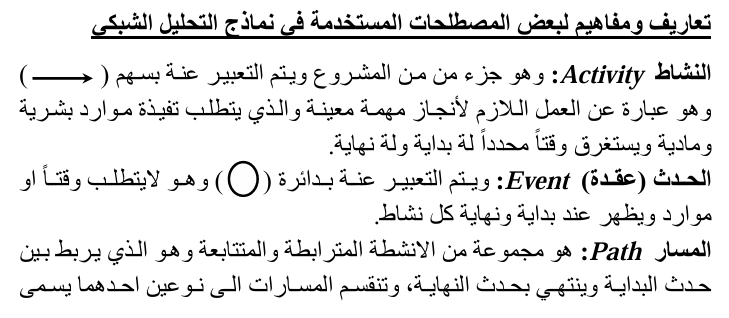 تعاريف ومفاهيم لبعض المصطلحات المستخدمة في نماذج التحليل الشبكي
النشاط Activity: وهو جزء من من المشروع ويتم التعبير عنة بسهم ( )
وهو عبارة عن العمل اللازم لأنجاز مهمة معينة والذي يتطلب تفيذة موارد بشرية
ومادية ويستغرق وقتاً محدداً لة بداية ولة نهاية.
الحدث (عقدة) Event: ويتم التعبير عنة بدائرة ( ) وهو لايتطلب وقتاً او
موارد ويظهر عند بداية ونهاية كل نشاط.
المسار Path: هو مجموعة من الانشطة المترابطة والمتتابعة وهو الذي يربط بين
حدث البداية وينتهي بحدث النهاية، وتنقسم المسارات الى نوعين احدهما يسمى